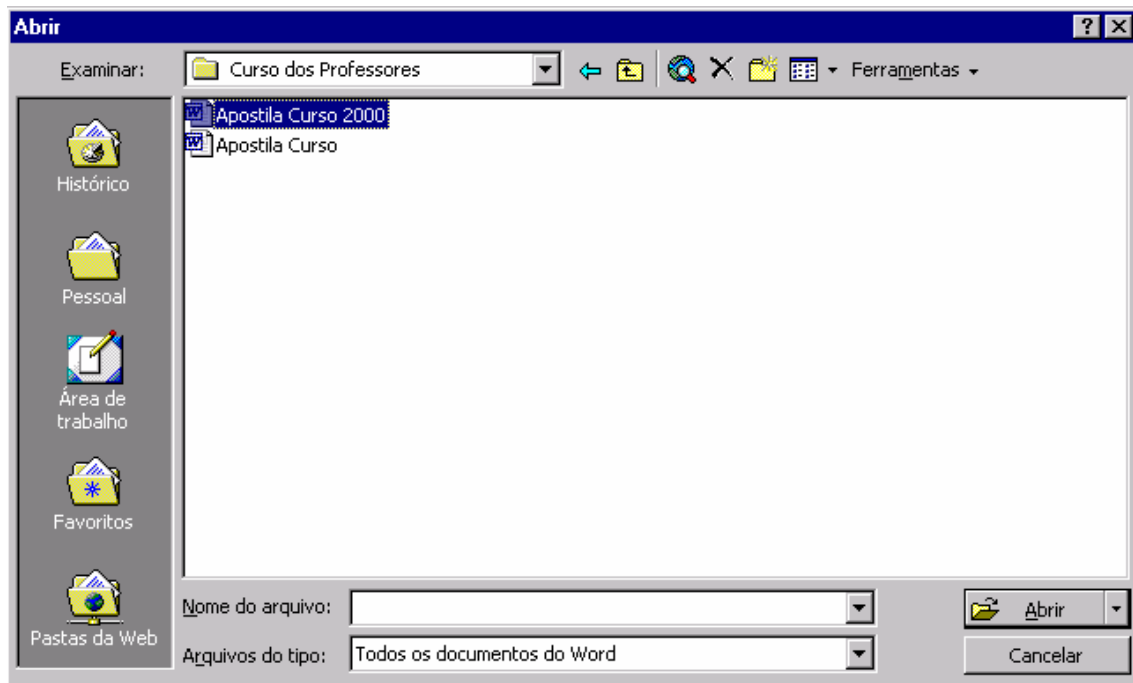 Abrir
Examinar:
Curso dos Professores
Ferramentas
Apostila Curso 2000
Apostila Curso
Histórico
Pessoal
Área de
trabalho
Favoritos
Pastas da Web
Nome do arquivo:
Abrir
Arquivos do tipo:
Todos os documentos do Word
Cancelar